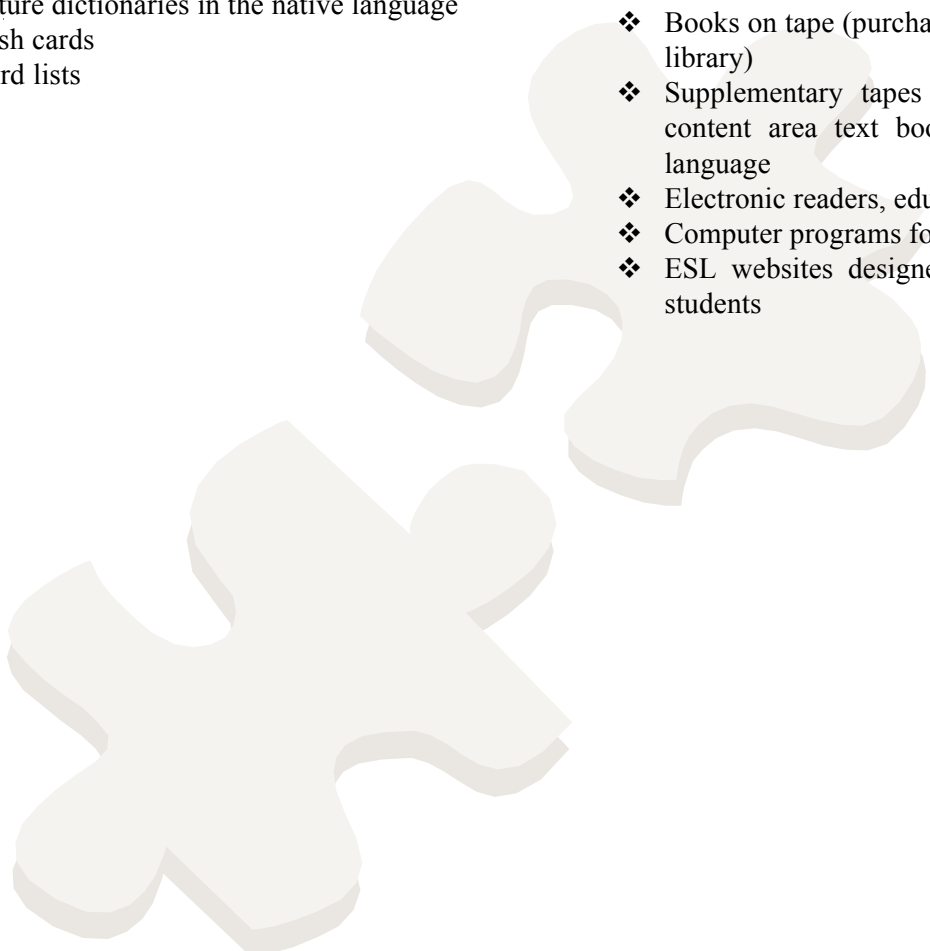 ture dictionaries in the native language
sh cards
rd lists
❖ Books on tape (purcha
library)
❖ Supplementary tapes
content area text boo
language
❖ Electronic readers, edu
❖ Computer programs fo
❖ ESL websites designe
students